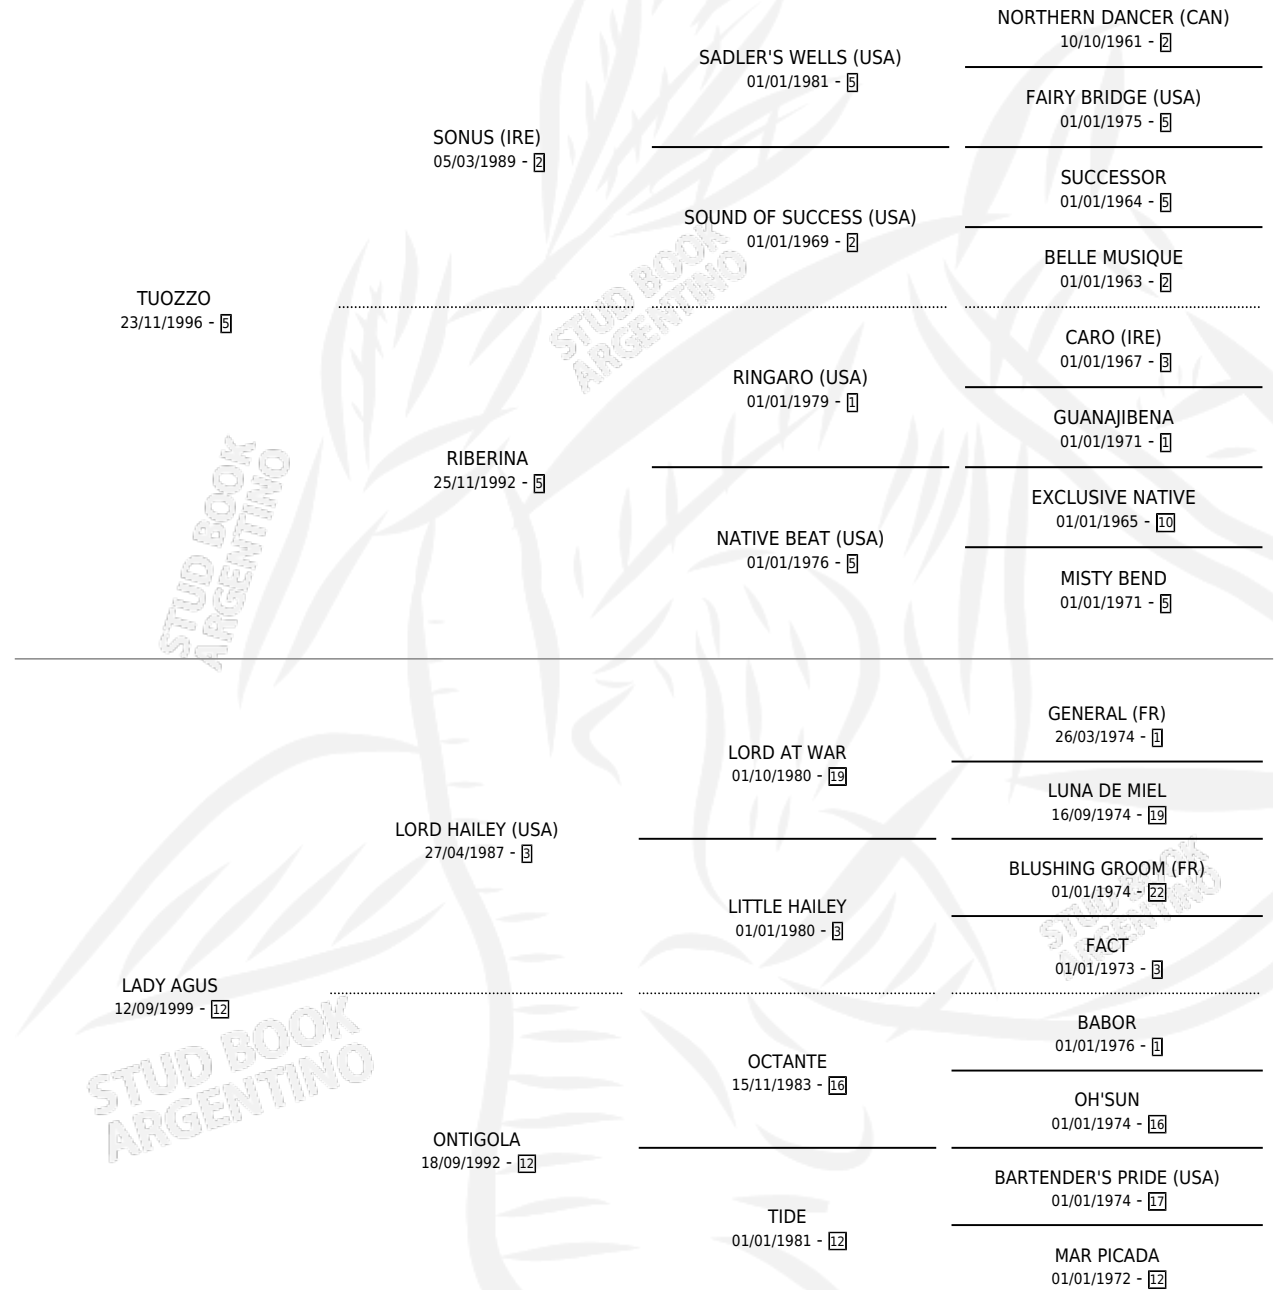 NORTHERN DANCER (CAN)
10/10/1961 - 2
SADLER'S WELLS (USA)
01/01/1981 - 5
FAIRY BRIDGE (USA)
01/01/1975 - 5
SONUS (IRE)
05/03/1989 - 2
SUCCESSOR
01/01/1964 - 5
SOUND OF SUCCESS (USA)
01/01/1969 - 2
BELLE MUSIQUE
01/01/1963 - 2
TUOZZO
23/11/1996 - 5
CARO (IRE)
01/01/1967 - 3
RINGARO (USA)
01/01/1979 - 1
GUANAJIBENA
01/01/1971 - 1
RIBERINA
25/11/1992 - 5
EXCLUSIVE NATIVE
01/01/1965 - 10
NATIVE BEAT (USA)
01/01/1976 - 5
MISTY BEND
01/01/1971 - 5
GENERAL (FR)
26/03/1974 - 1
LORD AT WAR
01/10/1980 - 19
LUNA DE MIEL
16/09/1974 - 19
LORD HAILEY (USA)
27/04/1987 - 3
BLUSHING GROOM (FR)
01/01/1974 - 22
LITTLE HAILEY
01/01/1980 - 3
FACT
01/01/1973 - 3
LADY AGUS
12/09/1999 - 12
BABOR
01/01/1976 - 1
OCTANTE
15/11/1983 - 16
OH'SUN
01/01/1974 - 16
ONTIGOLA
18/09/1992 - 12
BARTENDER'S PRIDE (USA)
01/01/1974 - 17
TIDE
01/01/1981 - 12
MAR PICADA
01/01/1972 - 12
STUD BOOK
ARGENTINO
STUD BOOK
ARGENTINO
STUD BOOK
ARGENTINO
STUD BOOK
ARGENTINO